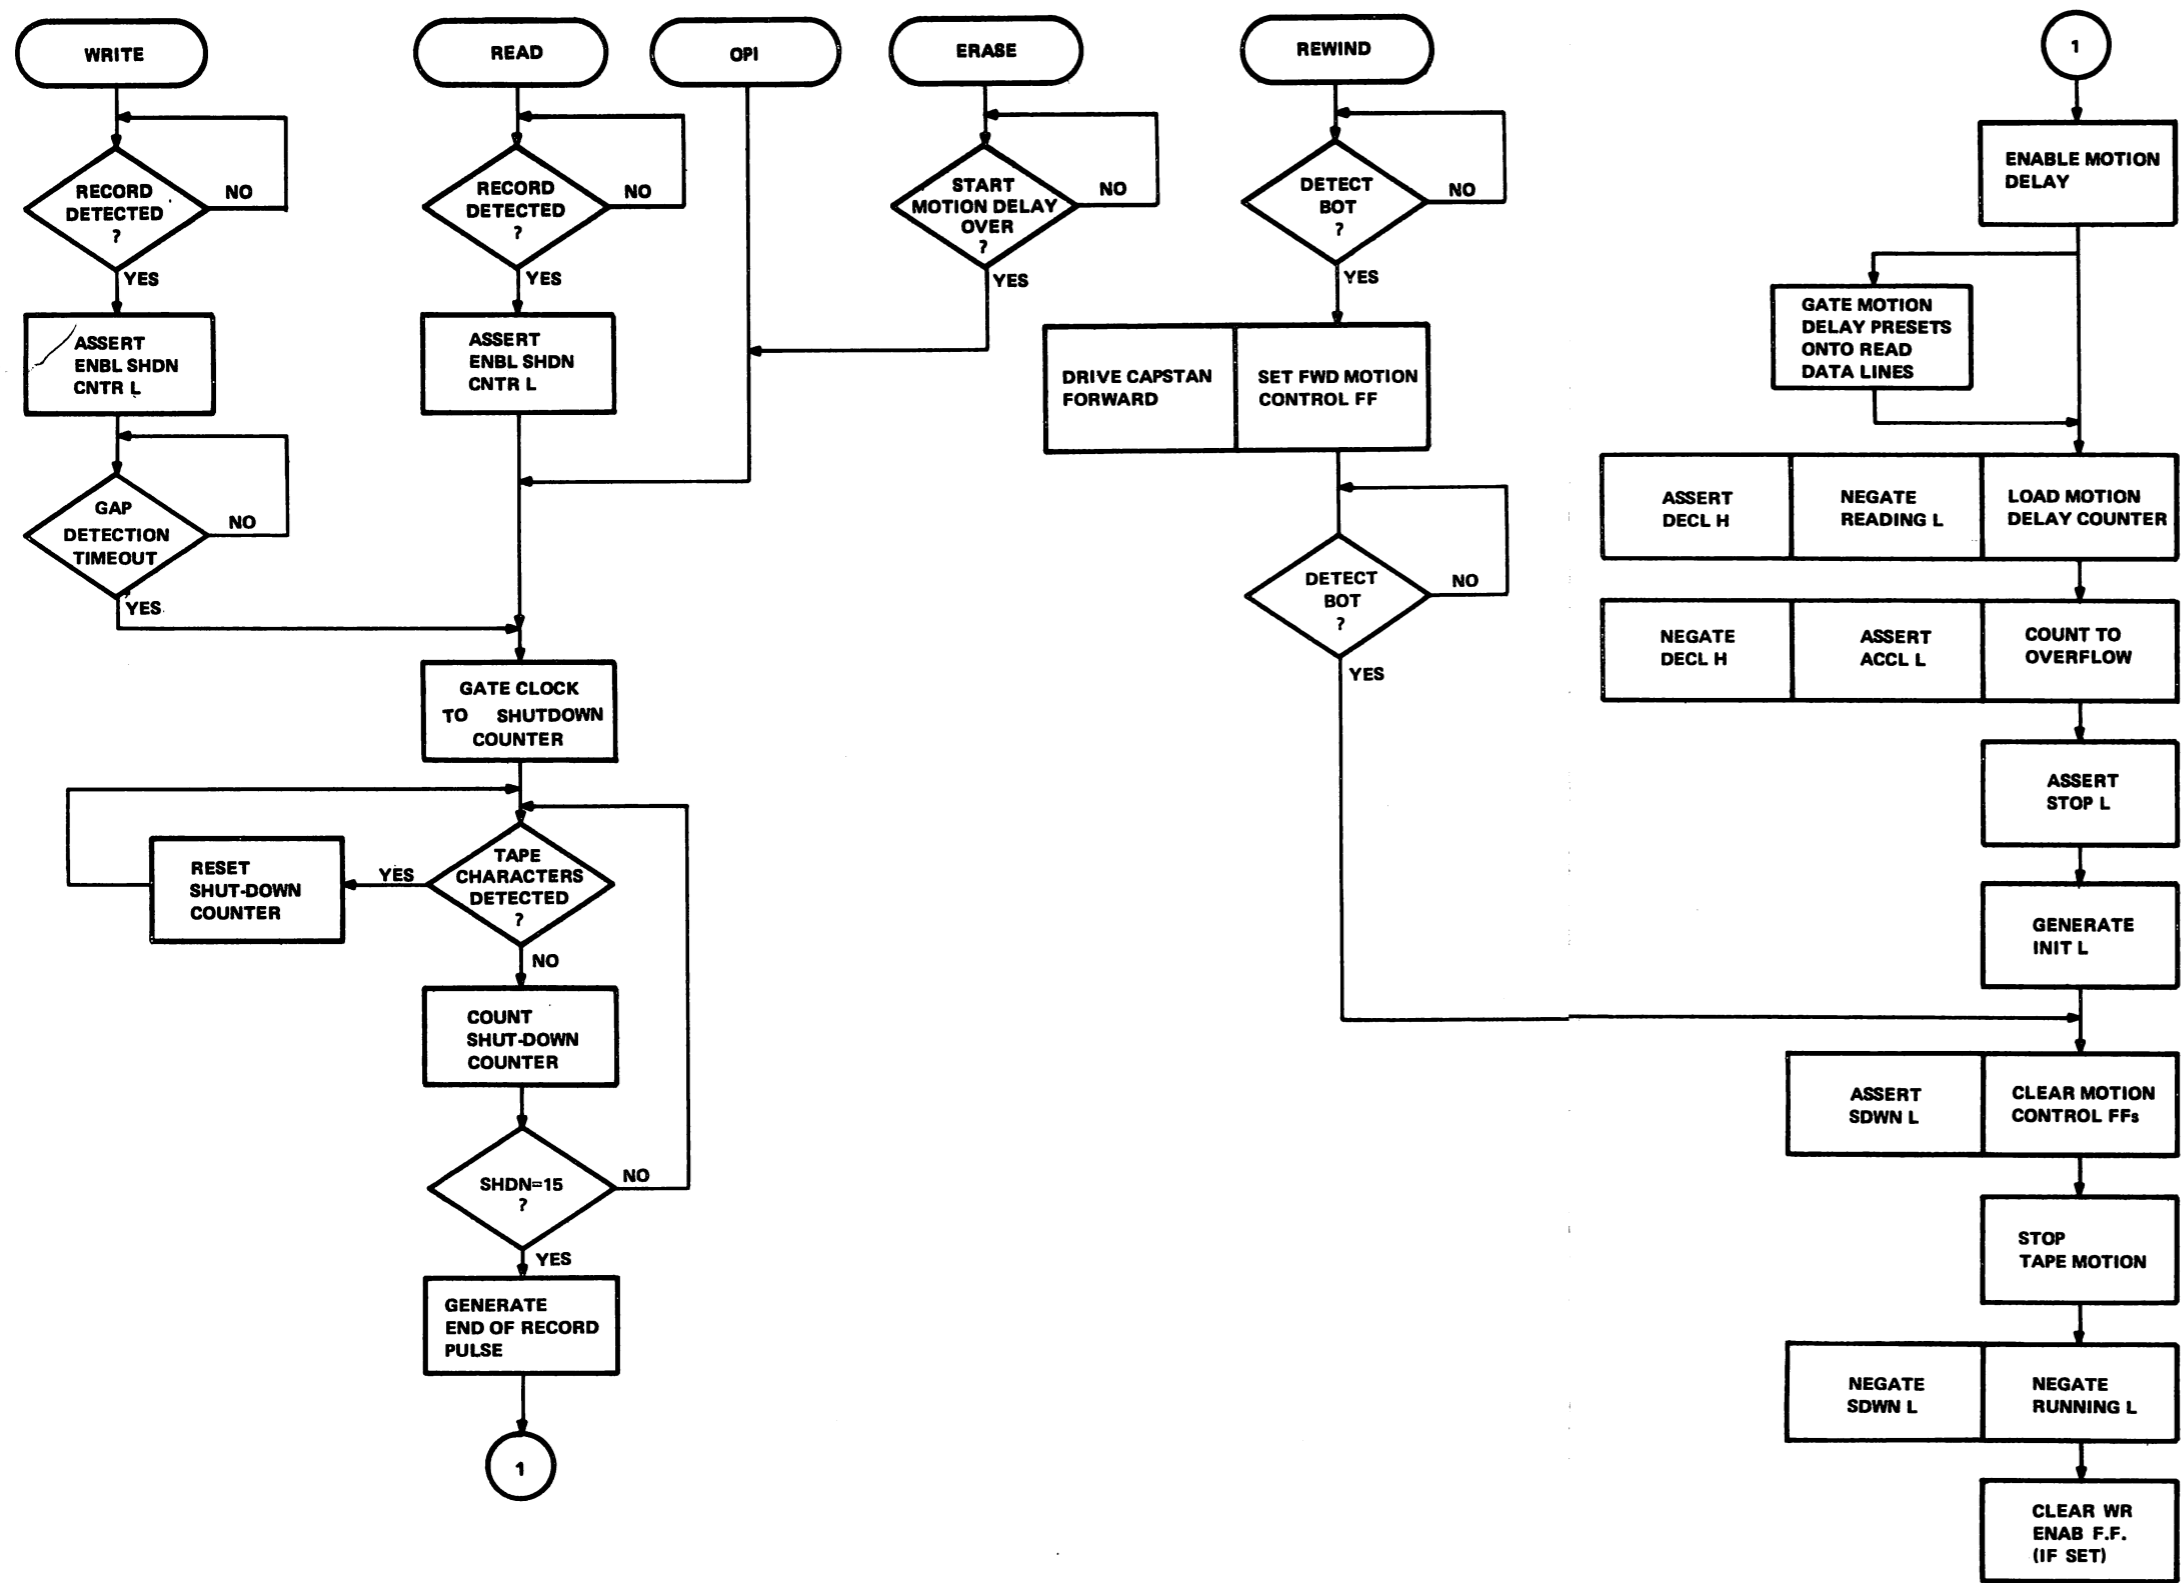 WRITE
RECORD
DETECTED
?
NO
YES
ASSERT
ENBL SHDN
CNTR L
GAP
DETECTION
TIMEOUT
NO
YES
READ
RECORD
DETECTED
?
NO
YES
ASSERT
ENBL SHDN
CNTR L
OPI
GATE CLOCK
TO SHUTDOWN
COUNTER
TAPE
CHARACTERS
DETECTED
?
YES
RESET
SHUT-DOWN
COUNTER
NO
COUNT
SHUT-DOWN
COUNTER
SHDN=15
?
NO
YES
GENERATE
END OF RECORD
PULSE
1
ERASE
START
MOTION DELAY
OVER
?
NO
YES
REWIND
DETECT
BOT
?
NO
YES
DRIVE CAPSTAN
FORWARD
SET FWD MOTION
CONTROL FF
DETECT
BOT
?
NO
YES
1
ENABLE MOTION
DELAY
GATE MOTION
DELAY PRESETS
ONTO READ
DATA LINES
ASSERT
DECL H
NEGATE
READING L
LOAD MOTION
DELAY COUNTER
NEGATE
DECL H
ASSERT
ACCL L
COUNT TO
OVERFLOW
ASSERT
STOP L
GENERATE
INIT L
ASSERT
SDWN L
CLEAR MOTION
CONTROL FFs
STOP
TAPE MOTION
NEGATE
SDWN L
NEGATE
RUNNING L
CLEAR WR
ENAB F.F.
(IF SET)